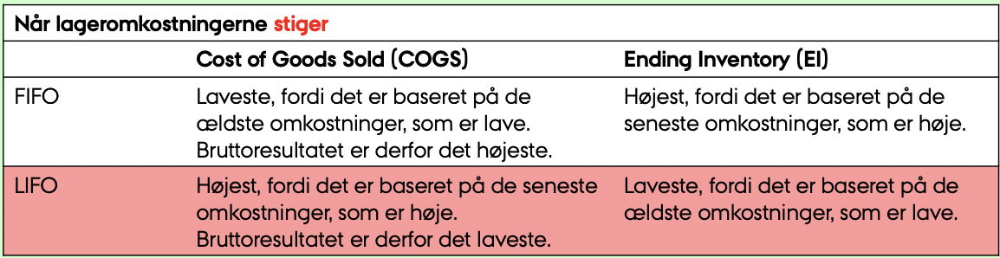 Når lageromkostningerne stiger
Cost of Goods Sold (COGS) Ending Inventory (EI)
FIFO
Laveste, fordi det er baseret på de
ældste omkostninger, som er lave.
Bruttoresultatet er derfor det højeste.
Højest, fordi det er baseret på de
seneste omkostninger, som er høje.
LIFO
Højest, fordi det er baseret på de seneste
omkostninger, som er høje.
Bruttoresultatet er derfor det laveste.
Laveste, fordi det er baseret på de
ældste omkostninger, som er lave.